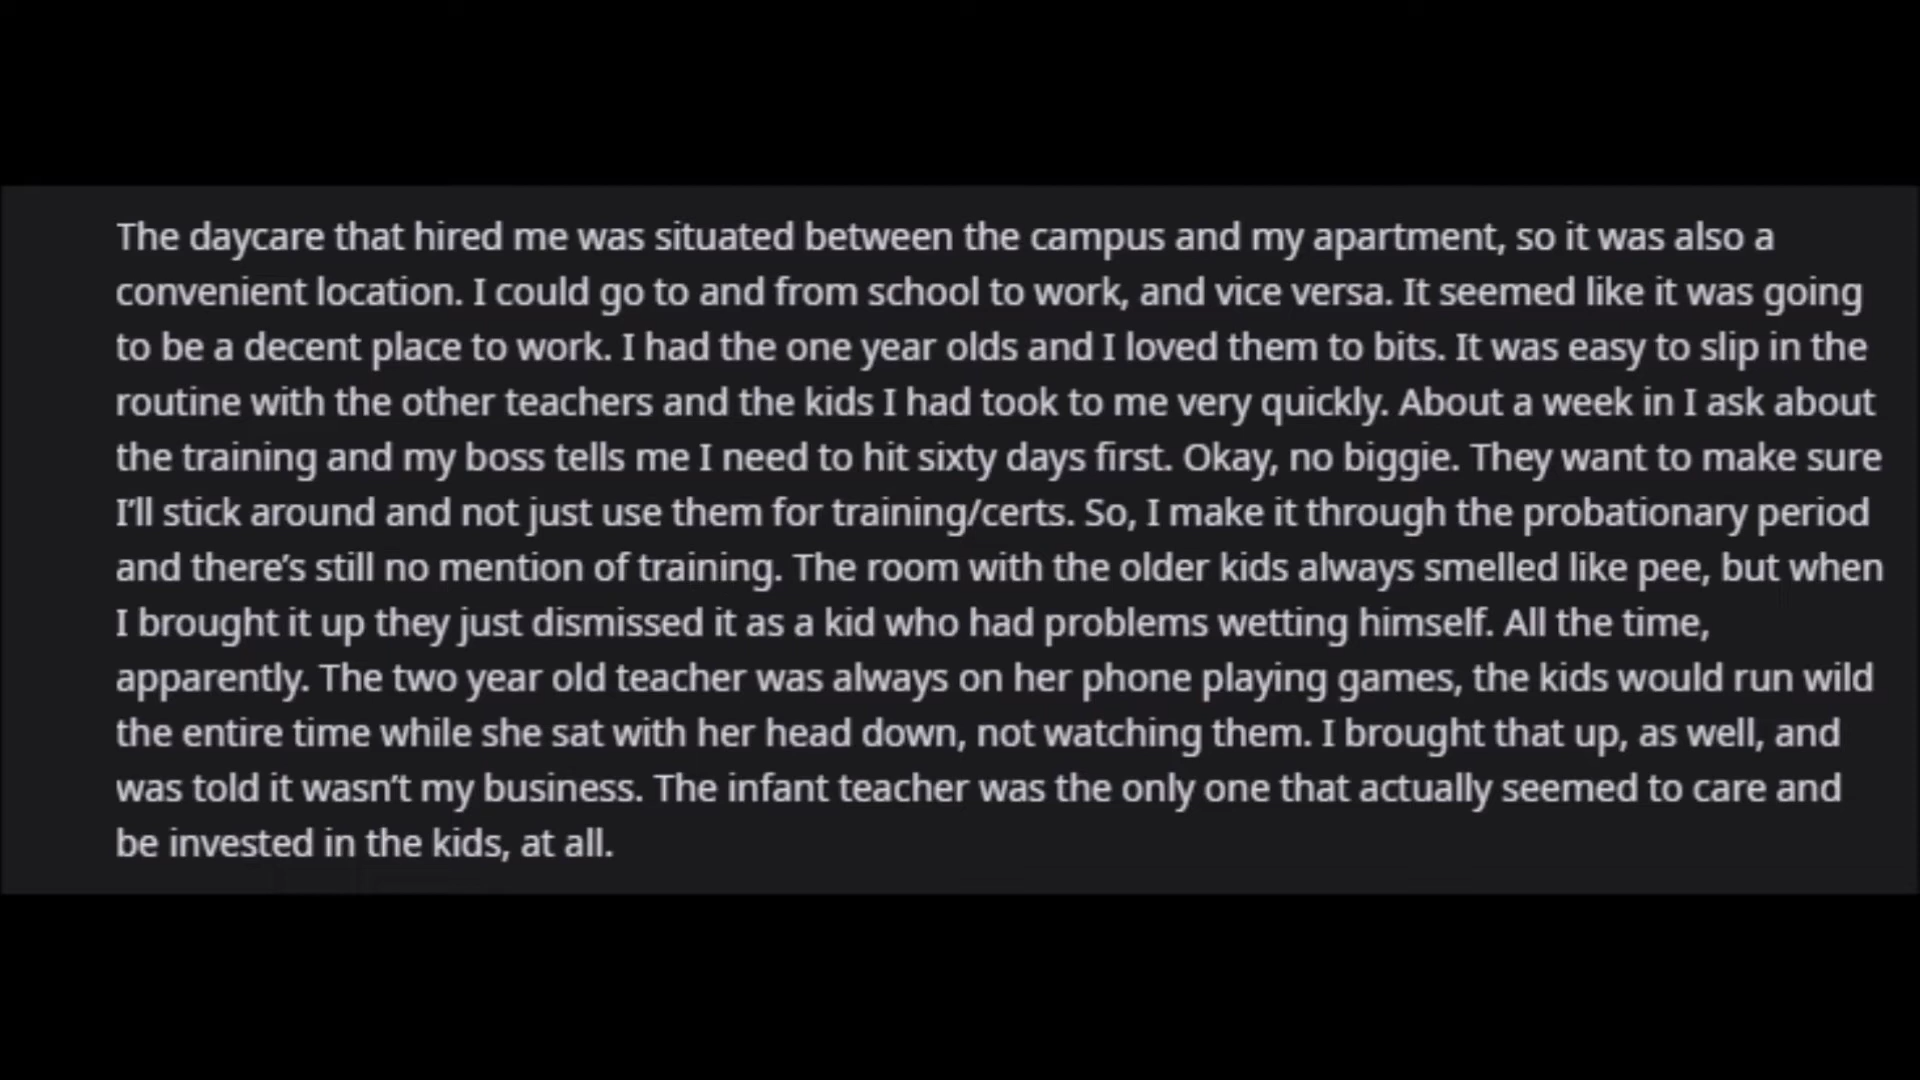 The daycare that hired me was situated between the campus and my apartment, so it was also a
convenient location. I could go to and from school to work, and vice versa. It seemed like it was going
to be a decent place to work. I had the one year olds and I loved them to bits. It was easy to slip in the
routine with the other teachers and the kids I had took to me very quickly. About a week in I ask about
the training and my boss tells me I need to hit sixty days first. Okay, no biggie. They want to make sure
I’ll stick around and not just use them for training/certs. So, I make it through the probationary period
and there’s still no mention of training. The room with the older kids always smelled like pee, but when
I brought it up they just dismissed it as a kid who had problems wetting himself. All the time,
apparently. The two year old teacher was always on her phone playing games, the kids would run wild
the entire time while she sat with her head down, not watching them. I brought that up, as well, and
was told it wasn’t my business. The infant teacher was the only one that actually seemed to care and
be invested in the kids, at all.